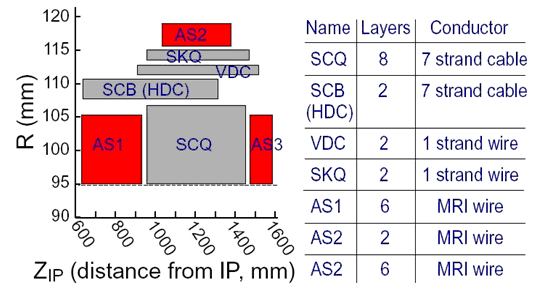 120
115
110
105
100
95
90
R (mm)
AS2
SKQ
VDC
SCB (HDC)
AS1
SCQ
AS3
600
800
1000
1200
1400
1600
Z_IP (distance from IP, mm)
Name Layers Conductor
SCQ 8 7 strand cable
SCB 2 7 strand cable
(HDC)
VDC 2 1 strand wire
SKQ 2 1 strand wire
AS1 6 MRI wire
AS2 2 MRI wire
AS2 6 MRI wire